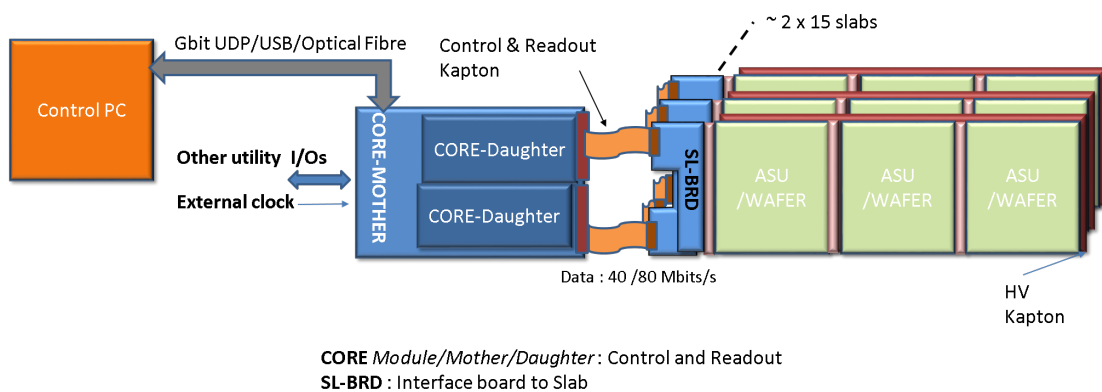 ~ 2 x 15 slabs
Gbit UDP/USB/Optical Fibre
Control & Readout
Kapton
Control PC
CORE-MOTHER
CORE-Daughter
CORE-Daughter
Other utility I/Os
External clock
SL-BRD
ASU
/WAFER
ASU
/WAFER
ASU
/WAFER
Data : 40 /80 Mbits/s
HV
Kapton
CORE Module/Mother/Daughter : Control and Readout
SL-BRD : Interface board to Slab